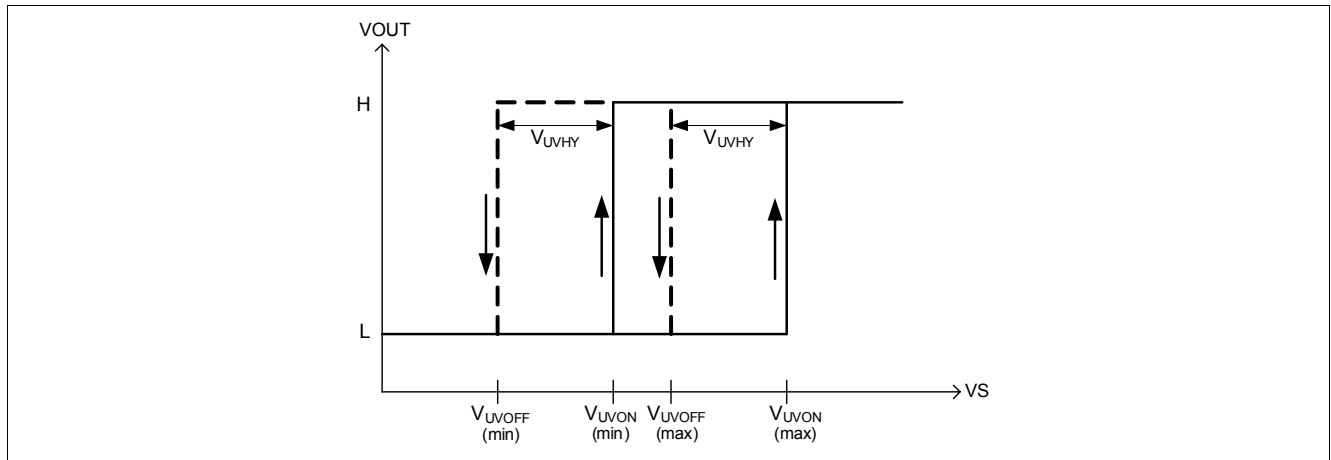 VOUT
H
VUVHY VUVHY
L
VS
VUVOFF VUVON VUVOFF VUVON
(min) (min) (max) (max)